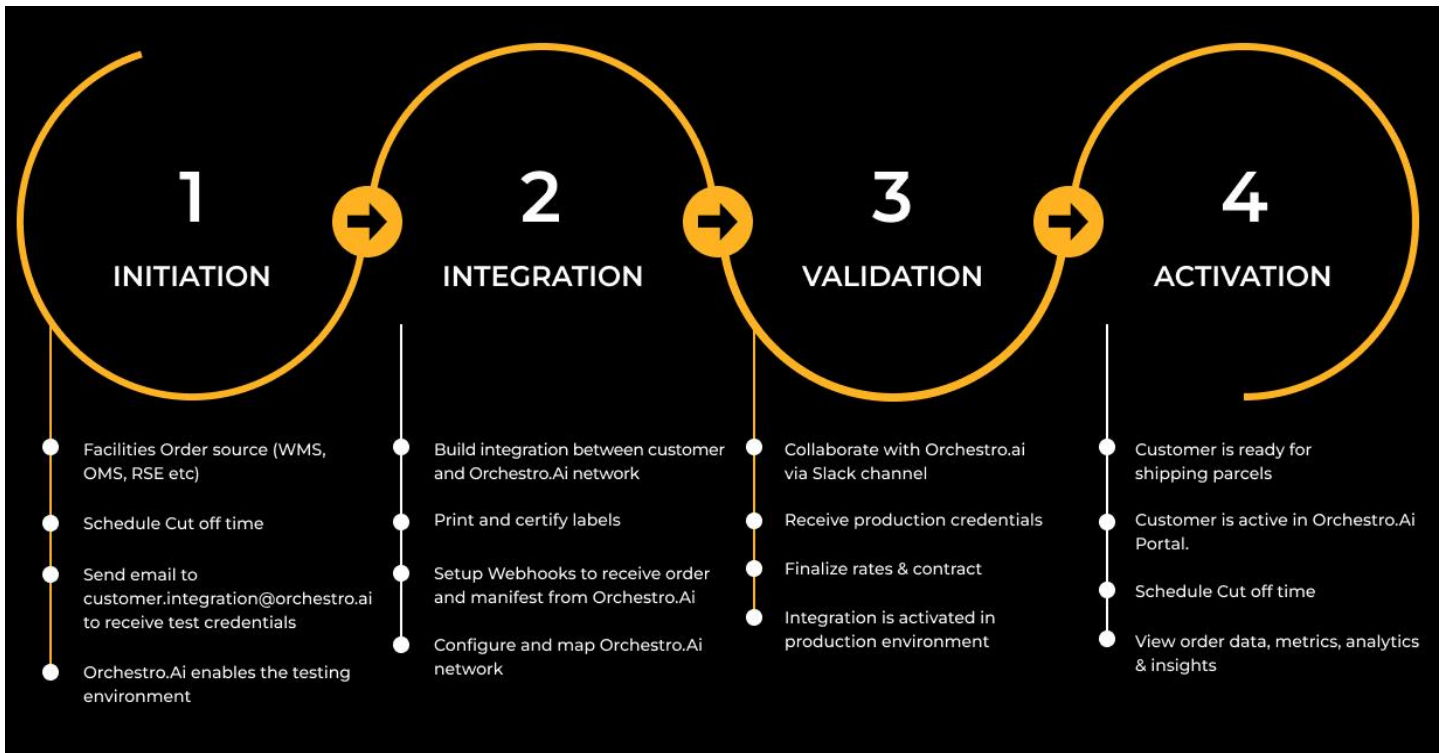 1
INITIATION
Facilities Order source (WMS,
OMS, RSE etc)
Schedule Cut off time
Send email to
customer.integration@orchestro.ai
to receive test credentials
Orchestro.Ai enables the testing
environment
2
INTEGRATION
Build integration between customer
and Orchestro.Ai network
Print and certify labels
Setup Webhooks to receive order
and manifest from Orchestro.Ai
Configure and map Orchestro.Ai
network
3
VALIDATION
Collaborate with Orchestro.ai
via Slack channel
Receive production credentials
Finalize rates & contract
Integration is activated in
production environment
4
ACTIVATION
Customer is ready for
shipping parcels
Customer is active in Orchestro.Ai
Portal.
Schedule Cut off time
View order data, metrics, analytics
& insights